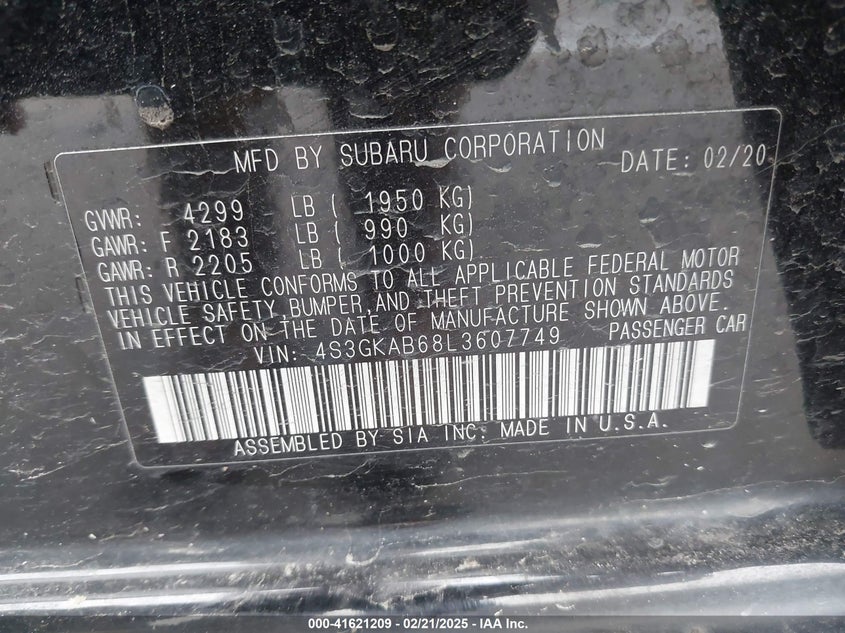 MFD BY SUBARU CORPORATION DATE: 02/20
GVWR: 4299 LB ( 1950 KG)
GAWR: F 2183 LB ( 990 KG)
GAWR: R 2205 LB ( 1000 KG)
THIS VEHICLE CONFORMS TO ALL APPLICABLE FEDERAL MOTOR
VEHICLE SAFETY, BUMPER, AND THEFT PREVENTION STANDARDS
IN EFFECT ON THE DATE OF MANUFACTURE SHOWN ABOVE.
VIN: 4S3GKAB68L3607749 PASSENGER CAR
ASSEMBLED BY SIA INC. MADE IN U.S.A.
000-41621209 - 02/21/2025 - IAA Inc.